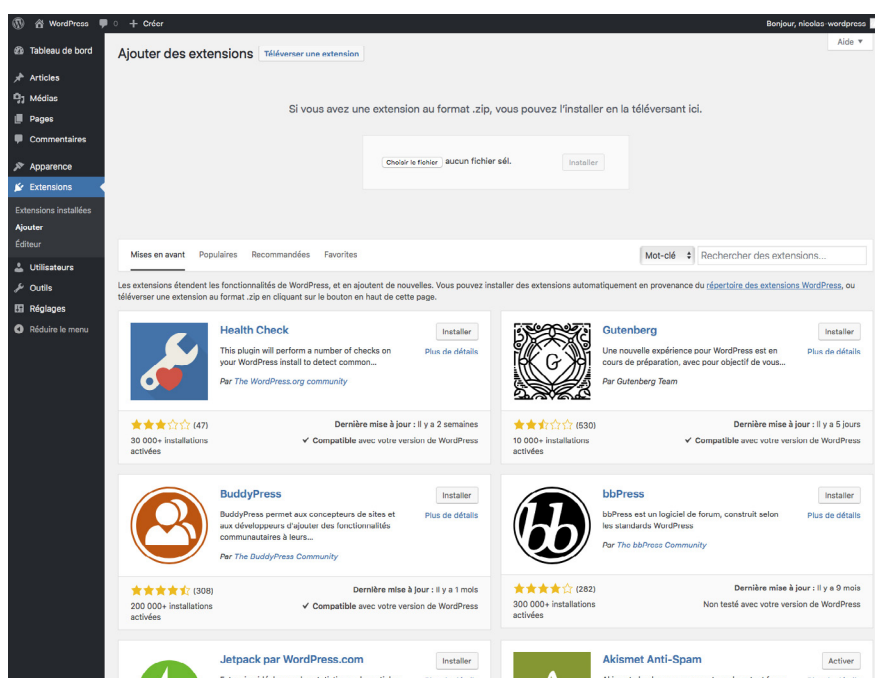 WordPress 0 + Créer
Bonjour, nicolas-wordpress
Tableau de bord
Articles
Médias
Pages
Commentaires
Apparence
Extensions
Extensions installées
Ajouter
Éditeur
Utilisateurs
Outils
Réglages
Réduire le menu
Aide
Ajouter des extensions Téléverser une extension
Si vous avez une extension au format .zip, vous pouvez l'installer en la téléversant ici.
Choisir le fichier aucun fichier sél. Installer
Mises en avant Populaires Recommandées Favorites Mot-clé Rechercher des extensions...
Les extensions étendent les fonctionnalités de WordPress, et en ajoutent de nouvelles. Vous pouvez installer des extensions automatiquement en provenance du répertoire des extensions WordPress, ou
téléverser une extension au format .zip en cliquant sur le bouton en haut de cette page.
Health Check Installer
This plugin will perform a number of checks on Plus de détails
your WordPress install to detect common...
Par The WordPress.org community
(47) Dernière mise à jour : Il y a 2 semaines
30 000+ installations ✓ Compatible avec votre version de WordPress
activées
Gutenberg Installer
G
Une nouvelle expérience pour WordPress est en Plus de détails
cours de préparation, avec pour objectif de vous...
Par Gutenberg Team
(530) Dernière mise à jour : Il y a 5 jours
10 000+ installations ✓ Compatible avec votre version de WordPress
activées
BuddyPress Installer
BuddyPress permet aux concepteurs de sites et Plus de détails
aux développeurs d'ajouter des fonctionnalités
communautaires à leurs...
Par The BuddyPress Community
(308) Dernière mise à jour : Il y a 1 mois
200 000+ installations ✓ Compatible avec votre version de WordPress
activées
bbPress Installer
bb
bbPress est un logiciel de forum, construit selon Plus de détails
les standards WordPress
Par The bbPress Community
(282) Dernière mise à jour : Il y a 9 mois
300 000+ installations Non testé avec votre version de WordPress
activées
Jetpack par WordPress.com Installer
Akismet Anti-Spam Activer